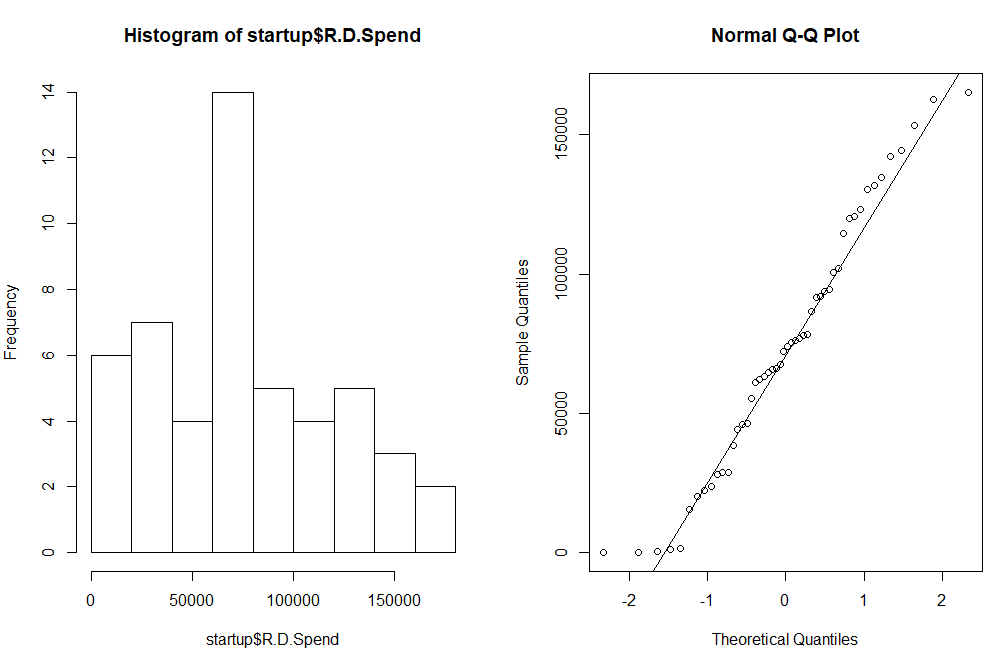 Histogram of startup$R.D.Spend
Frequency
14
12
10
8
6
4
2
0
0 50000 100000 150000
startup$R.D.Spend
Normal Q-Q Plot
Sample Quantiles
150000
100000
50000
0
-2 -1 0 1 2
Theoretical Quantiles